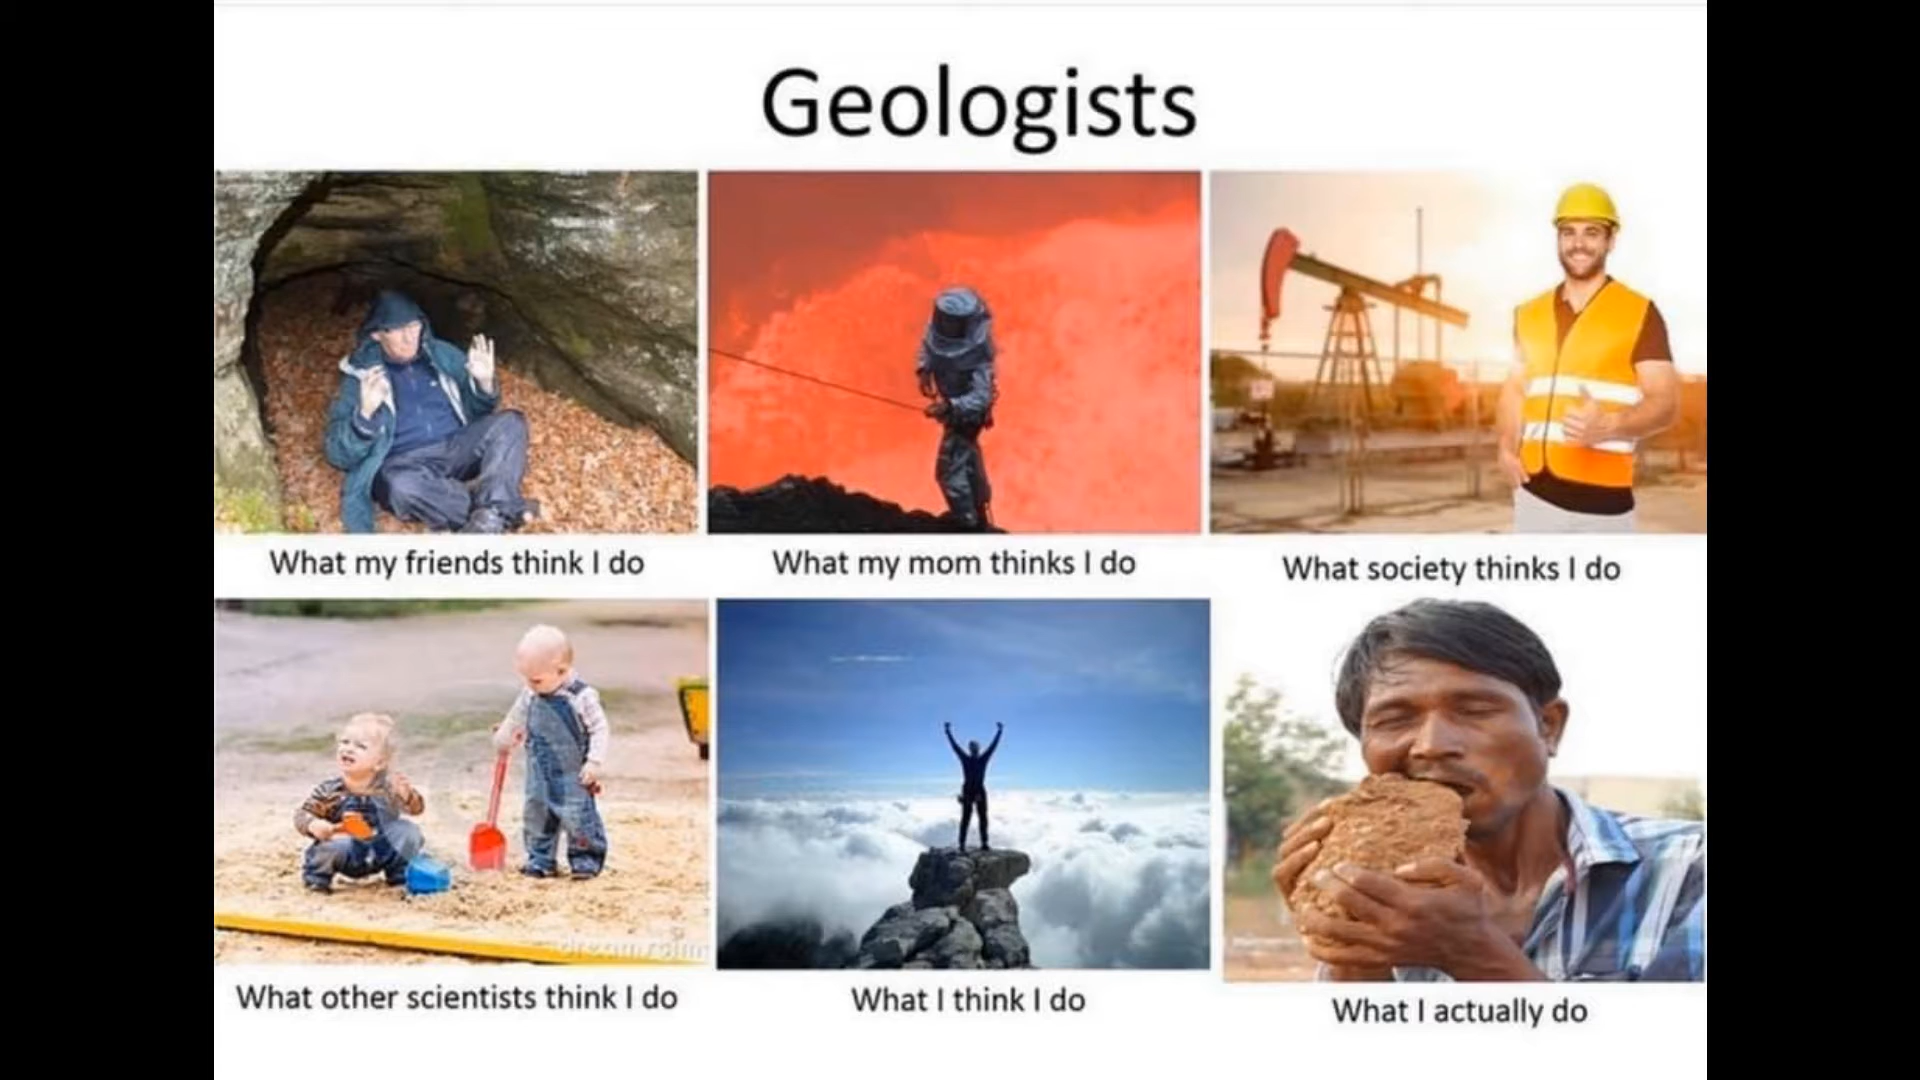 Geologists
What my friends think I do
What my mom thinks I do
What society thinks I do
What other scientists think I do
What I think I do
What I actually do